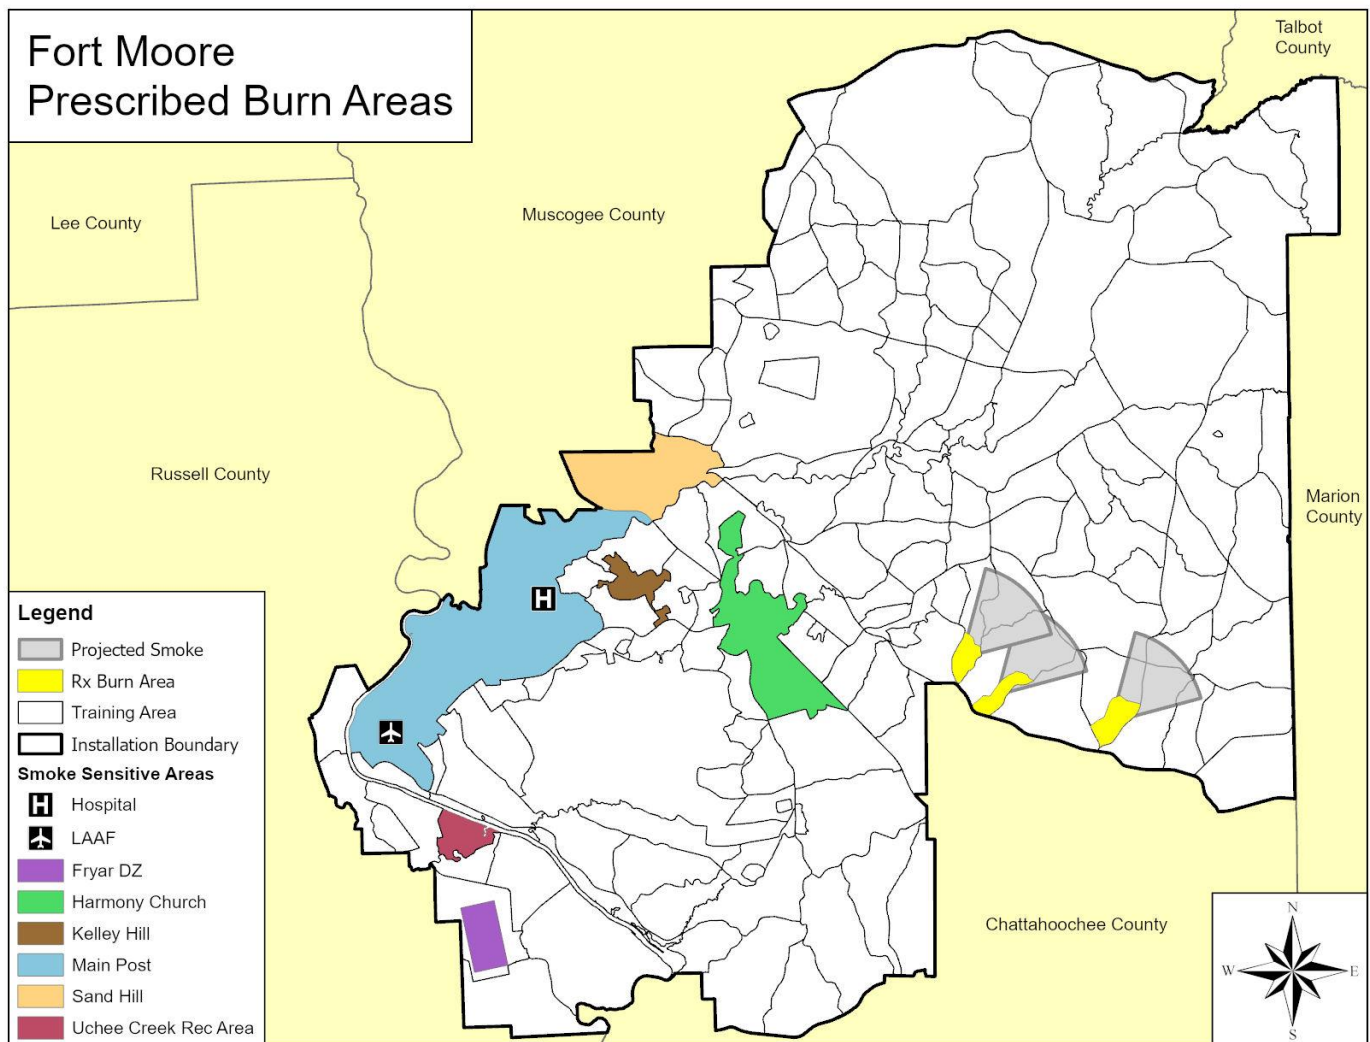 Fort Moore
Prescribed Burn Areas
Talbot
County
Lee County
Muscogee County
Russell County
Marion
County
Chattahoochee County
H
Legend
Projected Smoke
Rx Burn Area
Training Area
Installation Boundary
Smoke Sensitive Areas
H Hospital
LAAF
Fryar DZ
Harmony Church
Kelley Hill
Main Post
Sand Hill
Uchee Creek Rec Area
N
W E
S